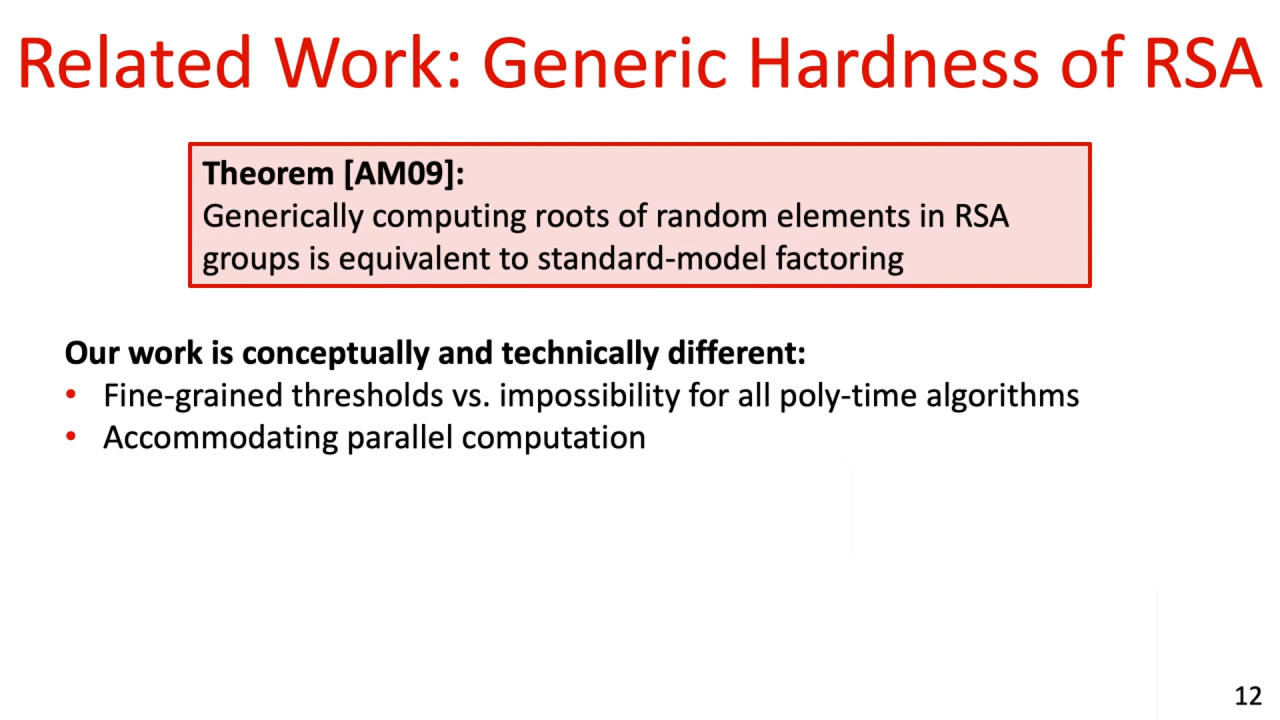 Related Work: Generic Hardness of RSA
Theorem [AM09]:
Generically computing roots of random elements in RSA
groups is equivalent to standard-model factoring
Our work is conceptually and technically different:
• Fine-grained thresholds vs. impossibility for all poly-time algorithms
• Accommodating parallel computation
12